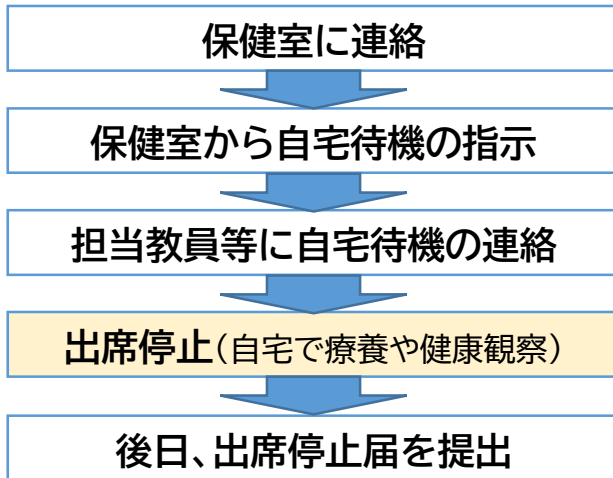 保健室に連絡
保健室から自宅待機の指示
担当教員等に自宅待機の連絡
出席停止(自宅で療養や健康観察)
後日、出席停止届を提出